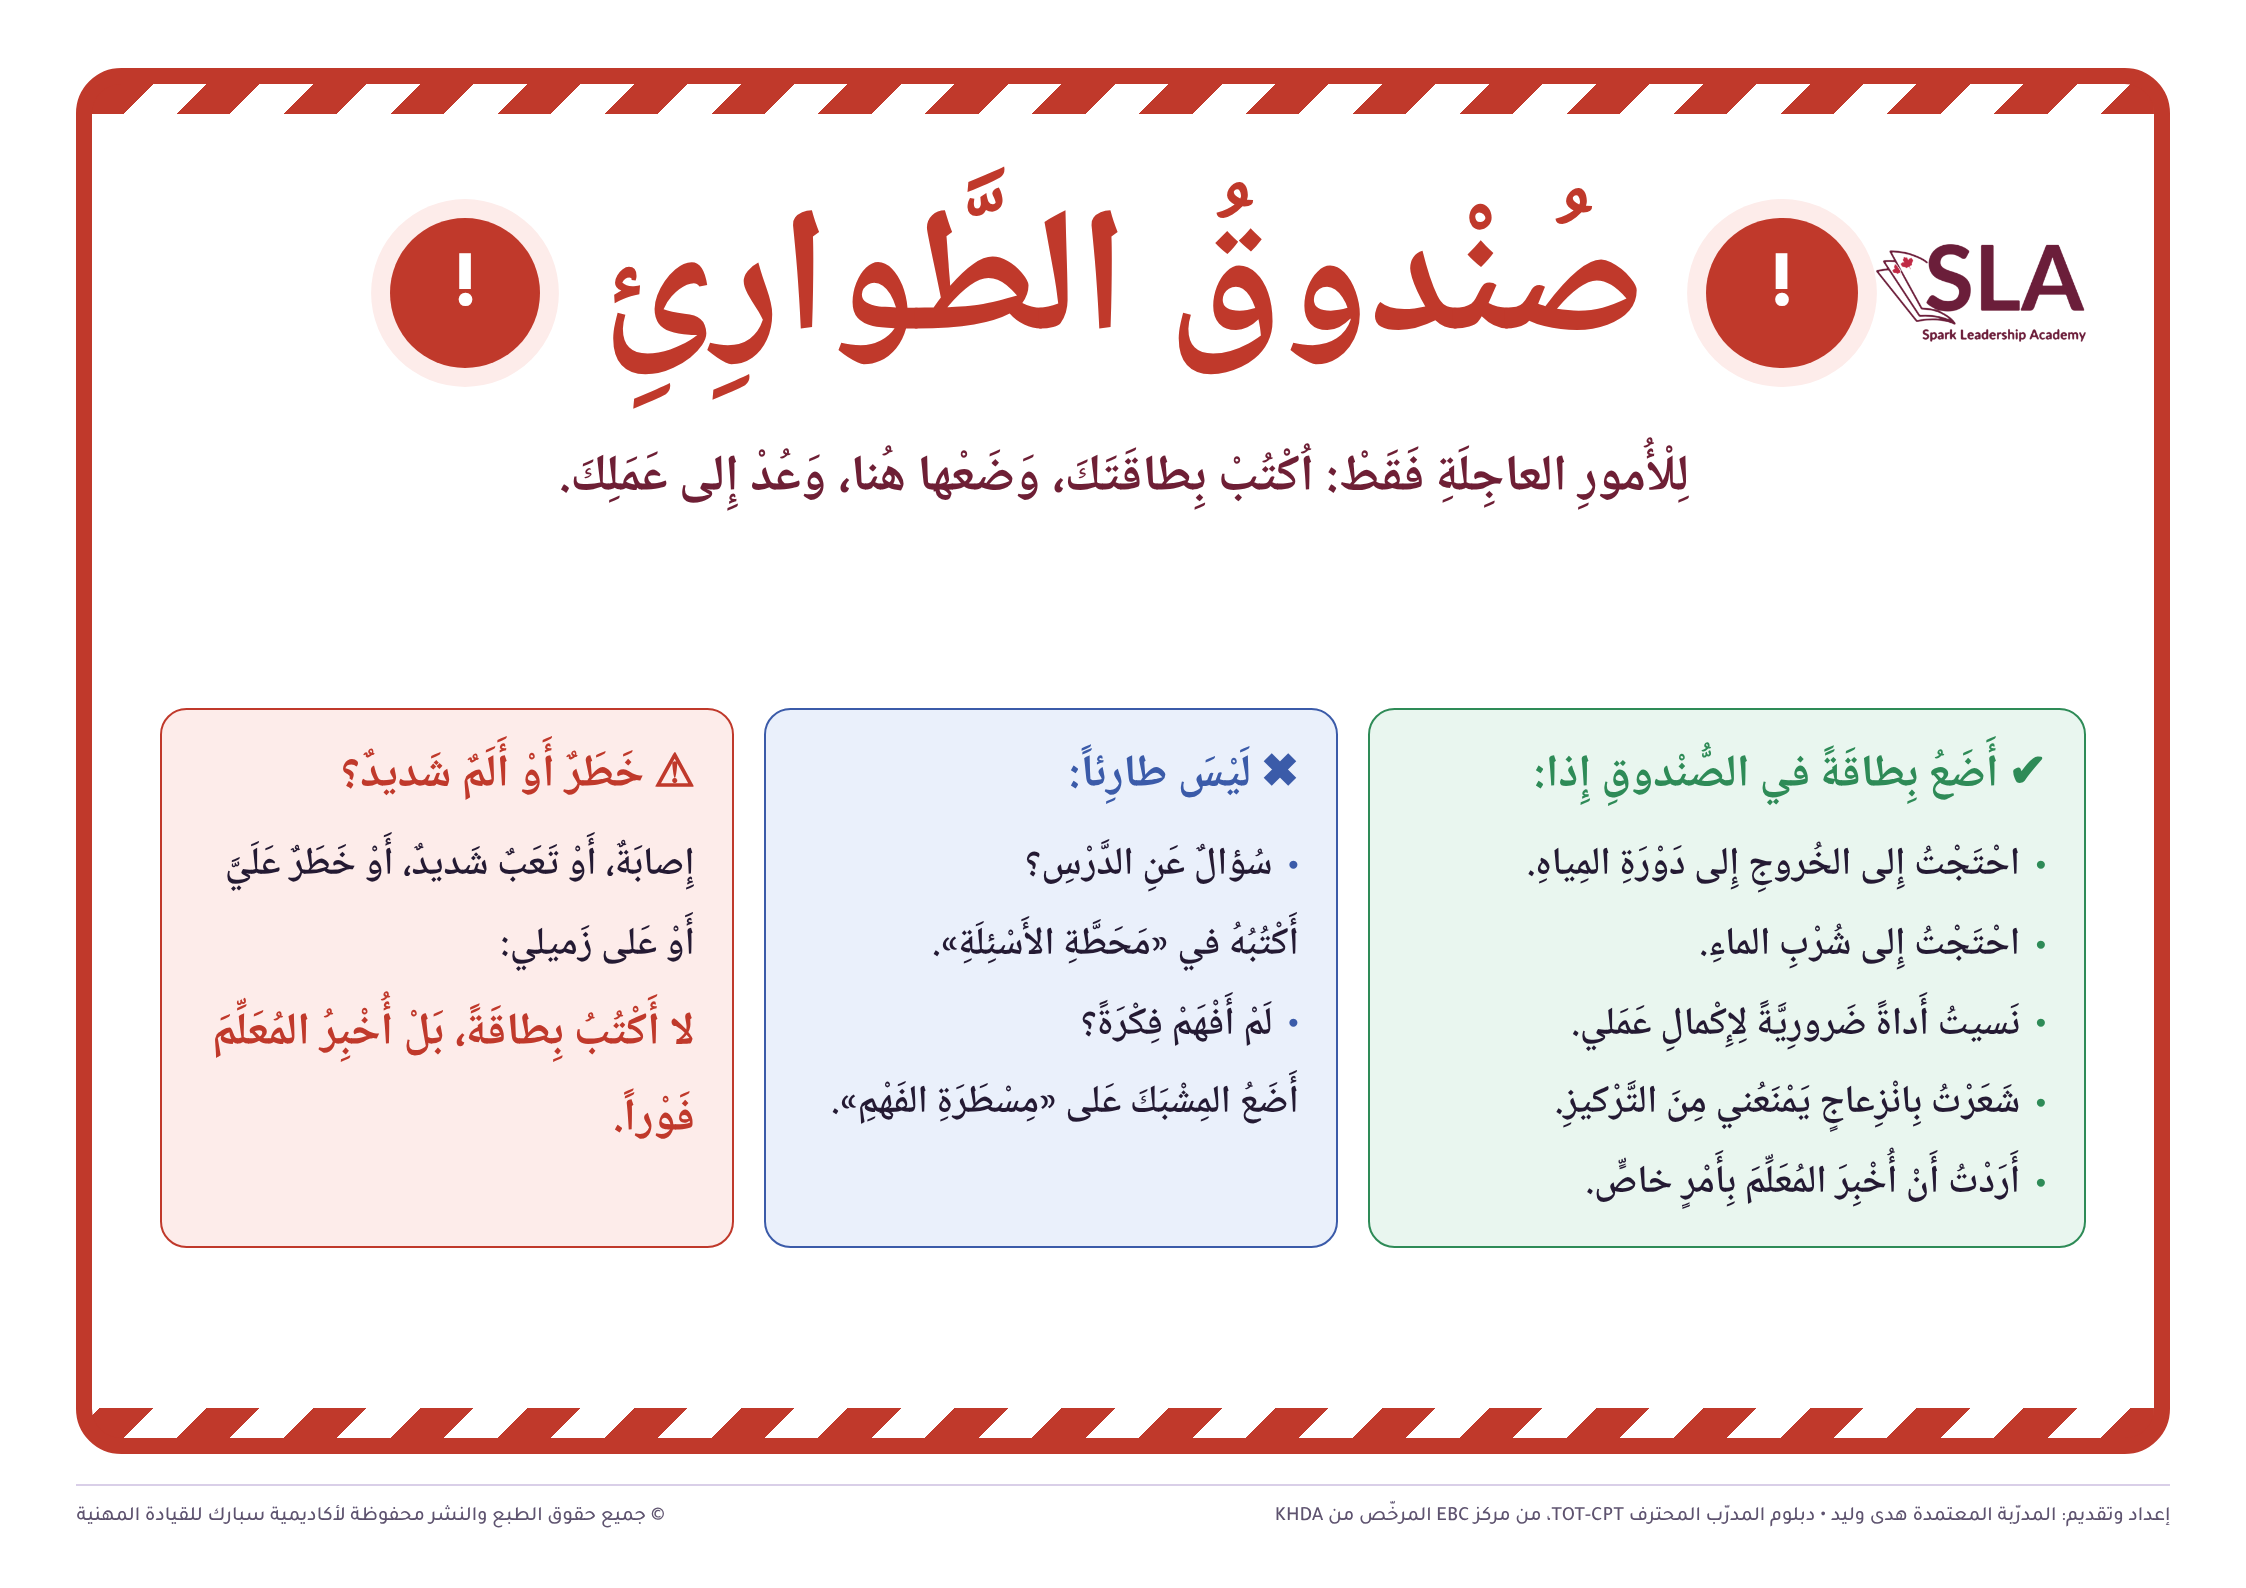 SLA
Spark Leadership Academy
! صُنْدوقُ الطَّوارِئِ !
لِلْأُمورِ العاجِلَةِ فَقَطْ: اُكْتُبْ بِطاقَتَكَ، وَضَعْها هُنا، وَعُدْ إِلى عَمَلِكَ.
✔ أَضَعُ بِطاقَةً في الصُّنْدوقِ إِذا:
• احْتَجْتُ إِلى الخُروجِ إِلى دَوْرَةِ المِياهِ.
• احْتَجْتُ إِلى شُرْبِ الماءِ.
• نَسيتُ أَداةً ضَروريَّةً لِإِكْمالِ عَمَلي.
• شَعَرْتُ بِانْزِعاجٍ يَمْنَعُني مِنَ التَّرْكيزِ.
• أَرَدْتُ أَنْ أُخْبِرَ المُعَلِّمَ بِأَمْرٍ خاصٍّ.
✖ لَيْسَ طارِئاً:
• سُؤالٌ عَنِ الدَّرْسِ؟
أَكْتُبُهُ في «مَحَطَّةِ الأَسْئِلَةِ».
• لَمْ أَفْهَمْ فِكْرَةً؟
أَضَعُ المِشْبَكَ عَلى «مِسْطَرَةِ الفَهْمِ».
⚠ خَطَرٌ أَوْ أَلَمٌ شَديدٌ؟
إِصابَةٌ، أَوْ تَعَبٌ شَديدٌ، أَوْ خَطَرٌ عَلَيَّ
أَوْ عَلى زَميلي:
لا أَكْتُبُ بِطاقَةً، بَلْ أُخْبِرُ المُعَلِّمَ
فَوْراً.
إعداد وتقديم: المدرّبة المعتمدة هدى وليد • دبلوم المدرّب المحترف TOT-CPT، من مركز EBC المرخّص من KHDA
© جميع حقوق الطبع والنشر محفوظة لأكاديمية سبارك للقيادة المهنية